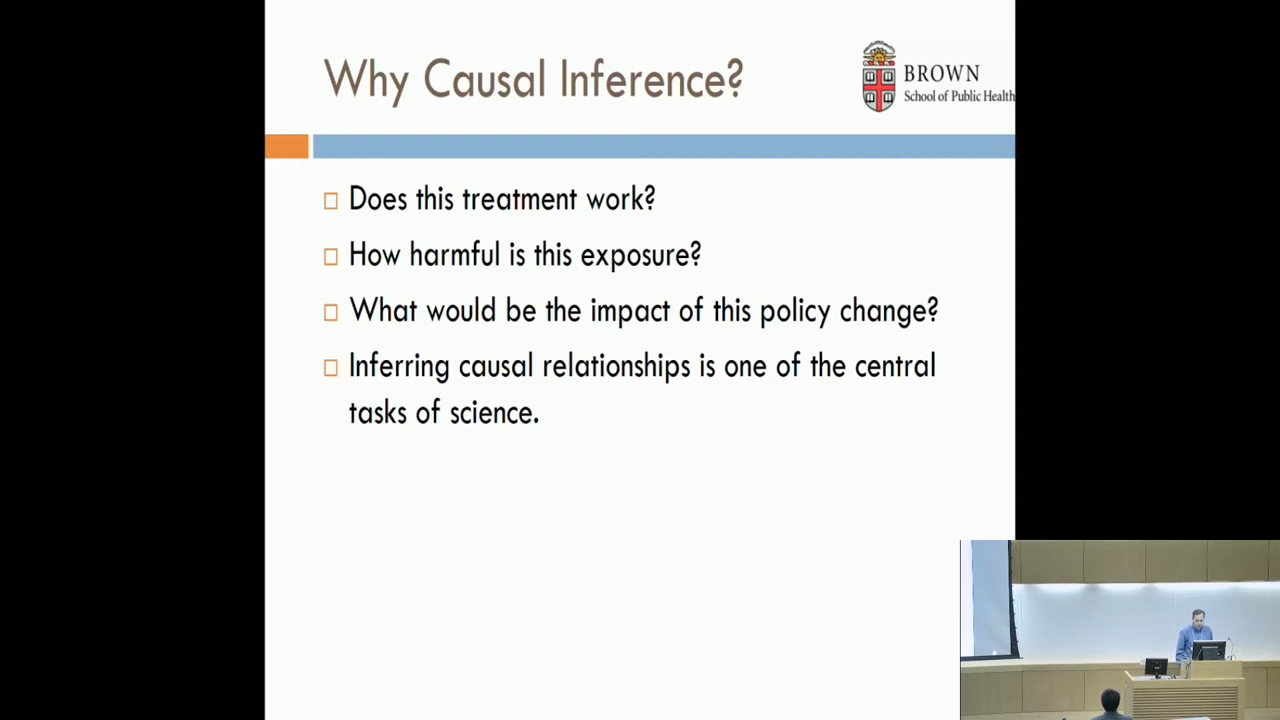 Why Causal Inference?
BROWN
School of Public Health
Does this treatment work?
How harmful is this exposure?
What would be the impact of this policy change?
Inferring causal relationships is one of the central
tasks of science.